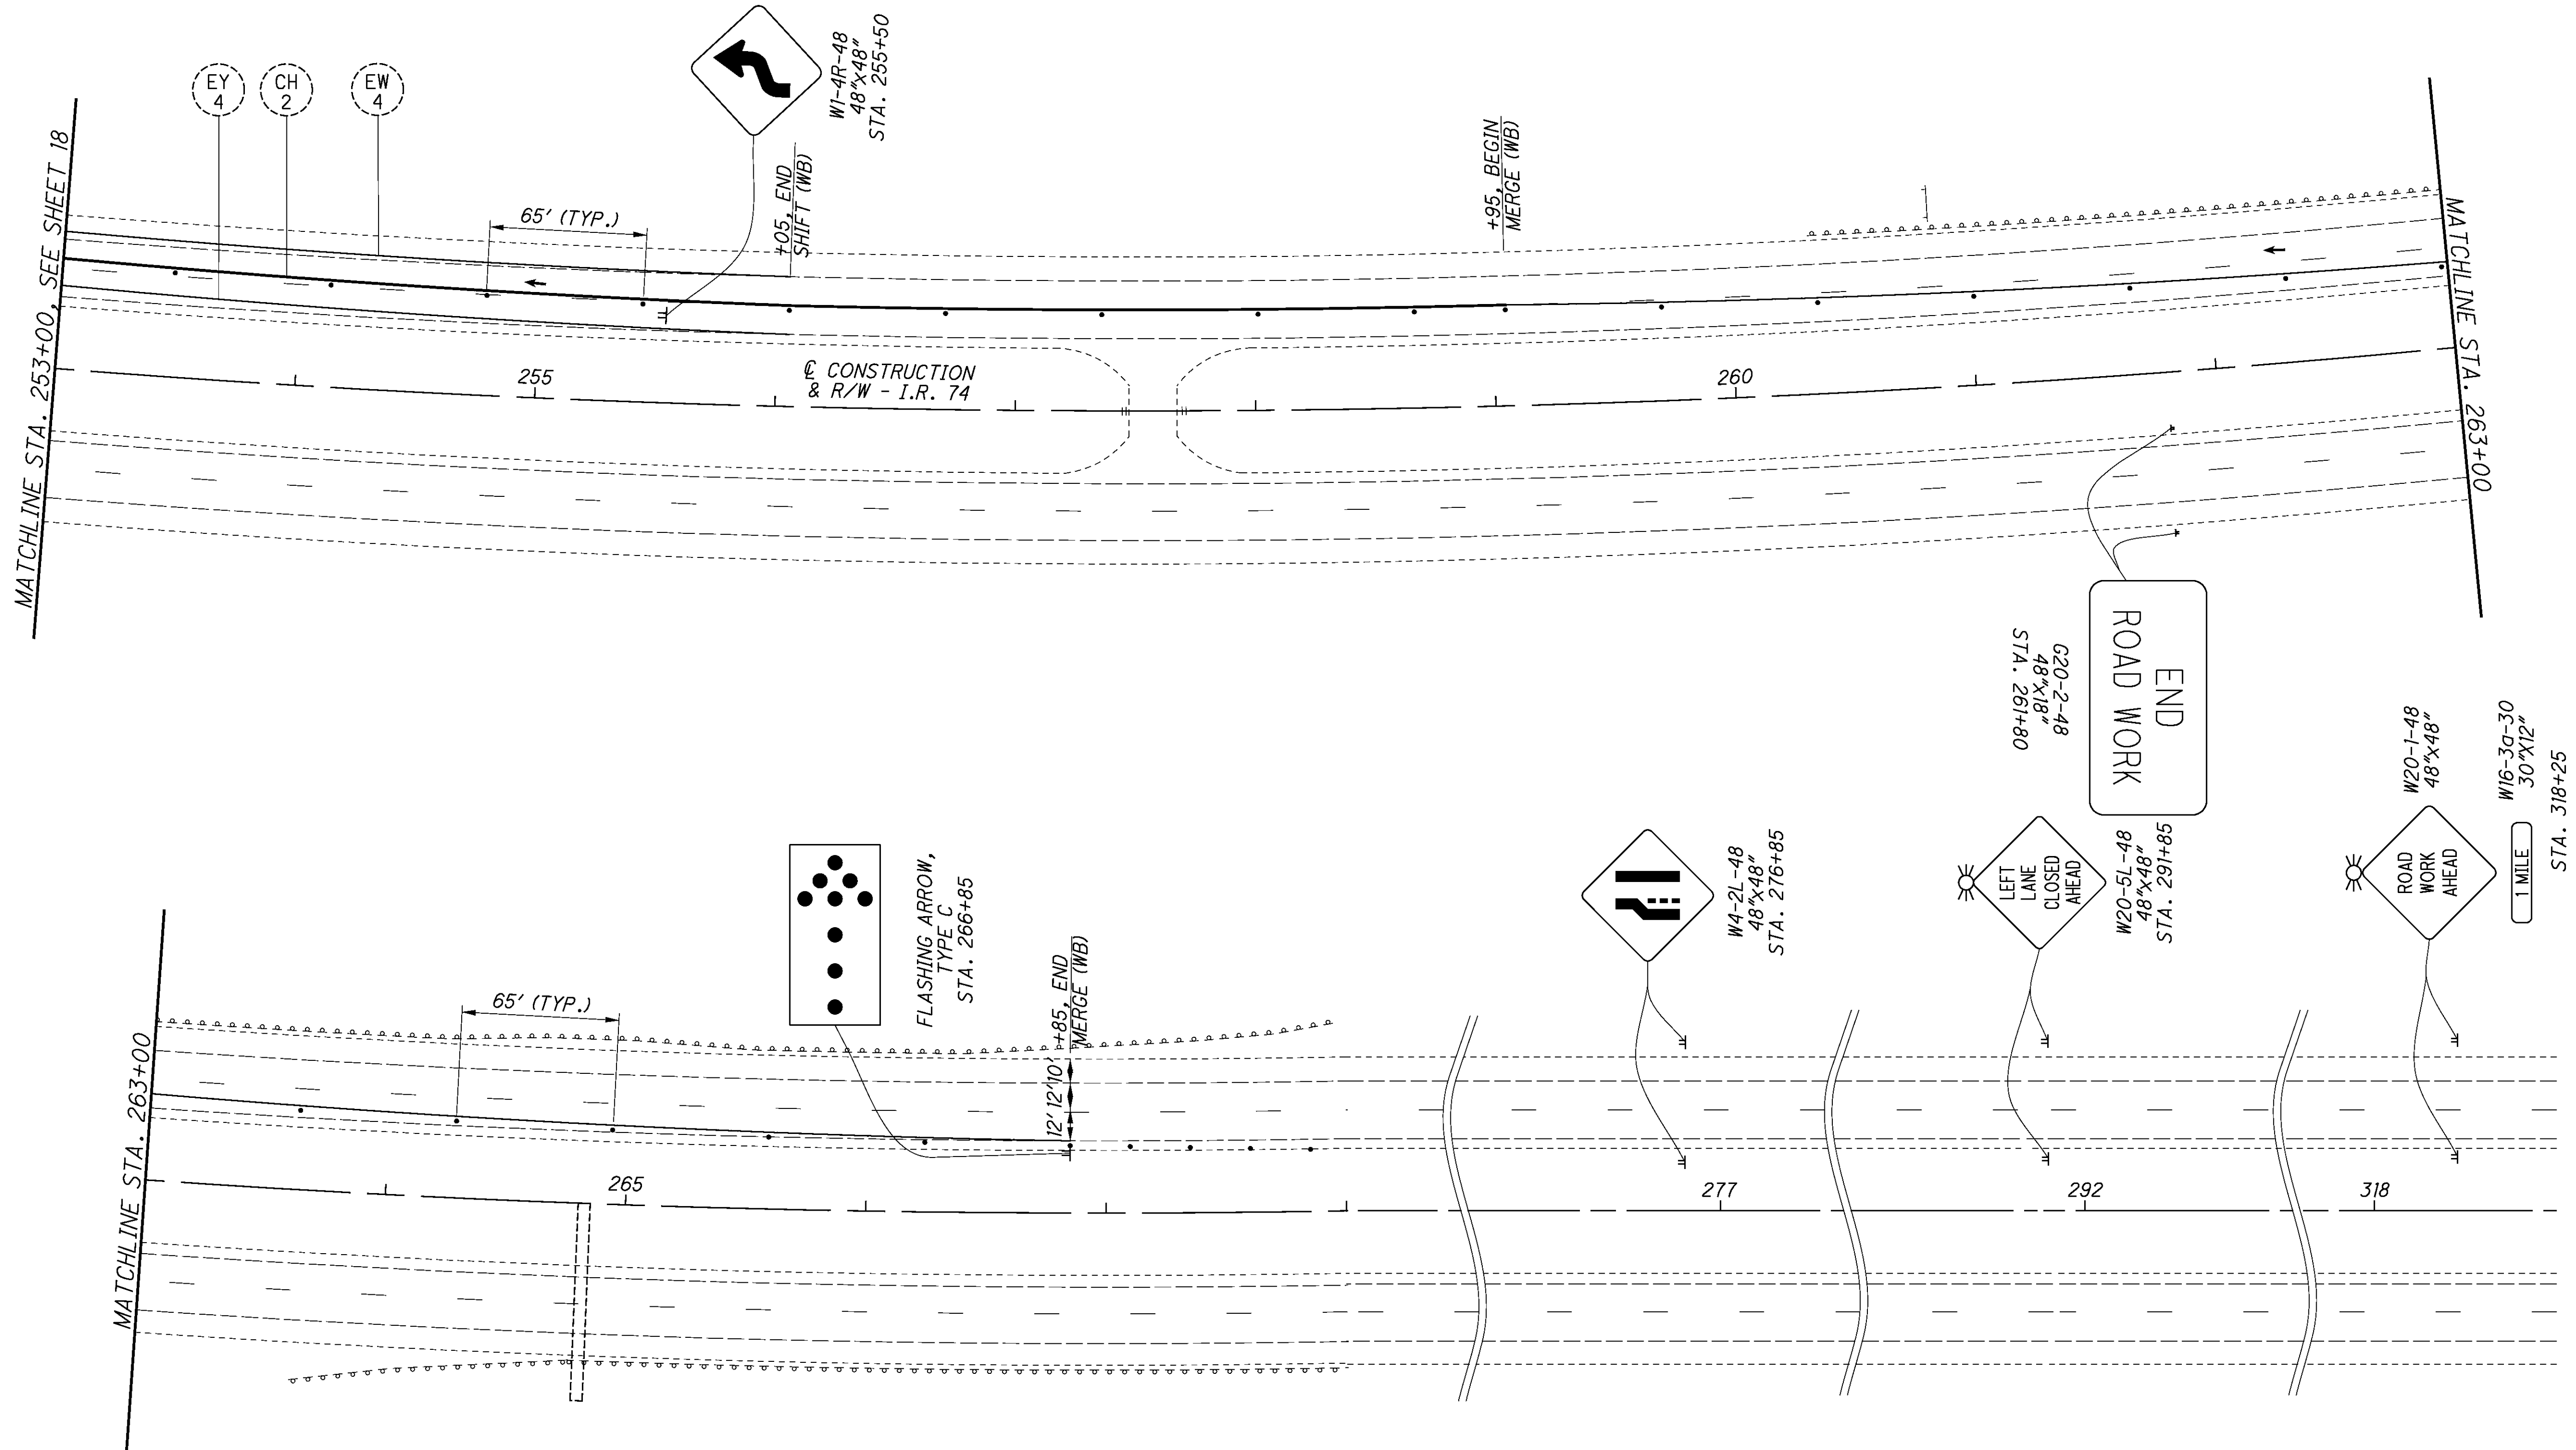 MATCHLINE STA. 253+00, SEE SHEET 18
EY
4
CH
2
EW
4
65' (TYP.)
W1-4R-48
48"x48"
STA. 255+50
+05, END
SHIFT (WB)
+95, BEGIN
MERGE (WB)
255
℄ CONSTRUCTION
& R/W - I.R. 74
260
MATCHLINE STA. 263+00
END
ROAD WORK
G20-2-48
48"x18"
STA. 261+80
MATCHLINE STA. 263+00
65' (TYP.)
FLASHING ARROW,
TYPE C
STA. 266+85
+85, END
MERGE (WB)
12' 12' 10'
265
W4-2L-48
48"x48"
STA. 276+85
277
LEFT
LANE
CLOSED
AHEAD
W20-5L-48
48"x48"
STA. 291+85
292
ROAD
WORK
AHEAD
W20-1-48
48"x48"
1 MILE
W16-3a-30
30"X12"
STA. 318+25
318